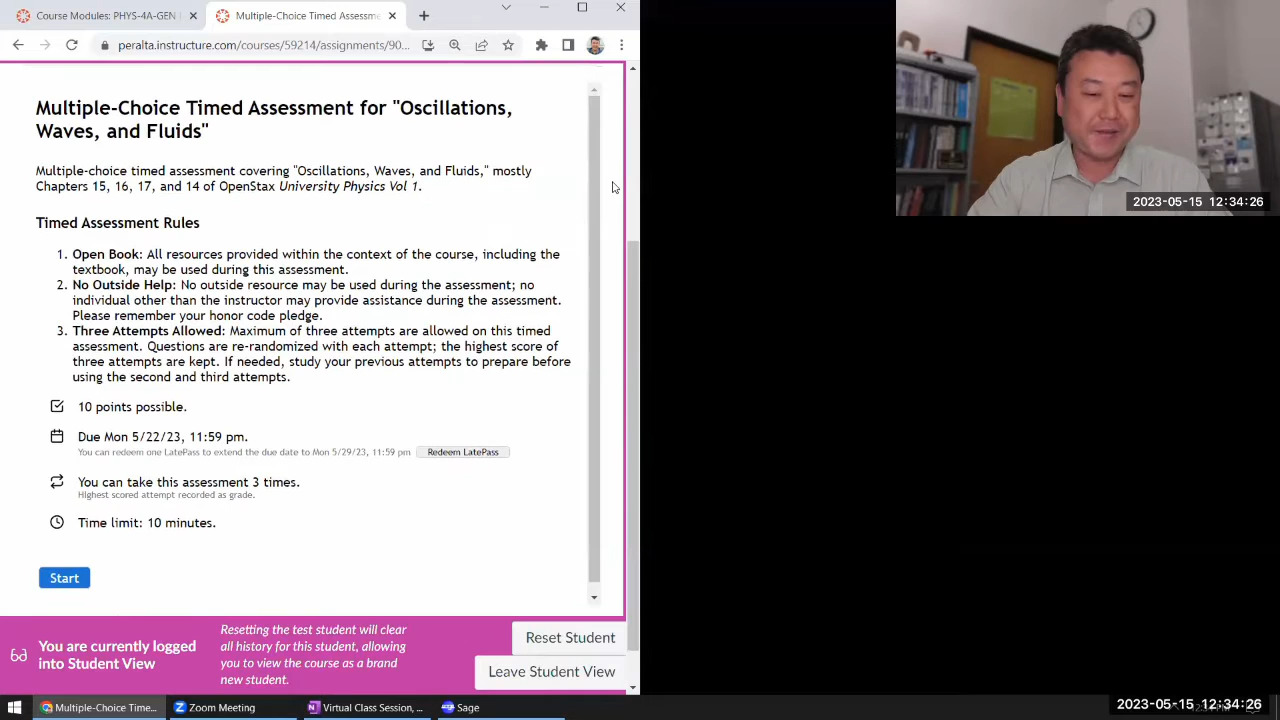 Course Modules: PHYS-4A-GEN
Multiple-Choice Timed Assessm
peralta.instructure.com/courses/59214/assignments/90...
Multiple-Choice Timed Assessment for "Oscillations,
Waves, and Fluids"
Multiple-choice timed assessment covering "Oscillations, Waves, and Fluids," mostly
Chapters 15, 16, 17, and 14 of OpenStax University Physics Vol 1.
Timed Assessment Rules
1. Open Book: All resources provided within the context of the course, including the
textbook, may be used during this assessment.
2. No Outside Help: No outside resource may be used during the assessment; no
individual other than the instructor may provide assistance during the assessment.
Please remember your honor code pledge.
3. Three Attempts Allowed: Maximum of three attempts are allowed on this timed
assessment. Questions are re-randomized with each attempt; the highest score of
three attempts are kept. If needed, study your previous attempts to prepare before
using the second and third attempts.
10 points possible.
Due Mon 5/22/23, 11:59 pm.
You can redeem one LatePass to extend the due date to Mon 5/29/23, 11:59 pm Redeem LatePass
You can take this assessment 3 times.
Highest scored attempt recorded as grade.
Time limit: 10 minutes.
Start
You are currently logged
into Student View
Resetting the test student will clear
all history for this student, allowing
you to view the course as a brand
new student.
Reset Student
Leave Student View
Multiple-Choice Time...
Zoom Meeting
Virtual Class Session, ...
Sage
2023-05-15 12:34:26
2023-05-15 12:34:26